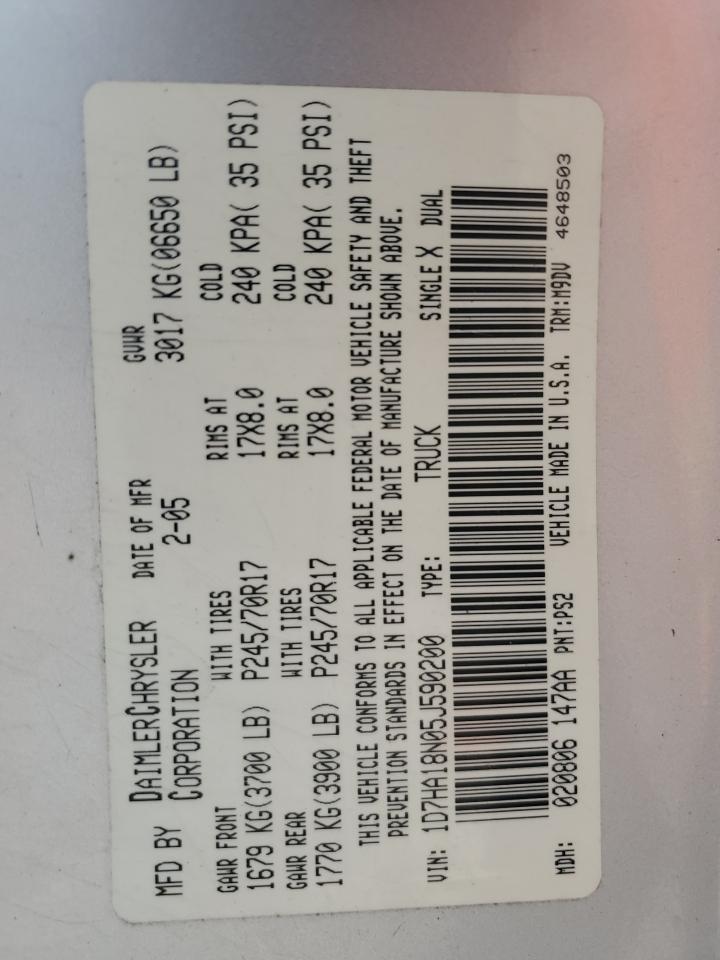 MFD BY DAIMLERCHRYSLER DATE OF MFR GVWR
CORPORATION 2-05 3017 KG(06650 LB)
GAWR FRONT WITH TIRES RIMS AT COLD
1679 KG(3700 LB) P245/70R17 17X8.0 240 KPA( 35 PSI)
GAWR REAR WITH TIRES RIMS AT COLD
1770 KG(3900 LB) P245/70R17 17X8.0 240 KPA( 35 PSI)
THIS VEHICLE CONFORMS TO ALL APPLICABLE FEDERAL MOTOR VEHICLE SAFETY AND THEFT
PREVENTION STANDARDS IN EFFECT ON THE DATE OF MANUFACTURE SHOWN ABOVE.
VIN: 1D7HA18N05J590200 TYPE: TRUCK SINGLE X DUAL
MDH: 020806 147AA PNT:PS2 VEHICLE MADE IN U.S.A. TRM:M9DV 4648503